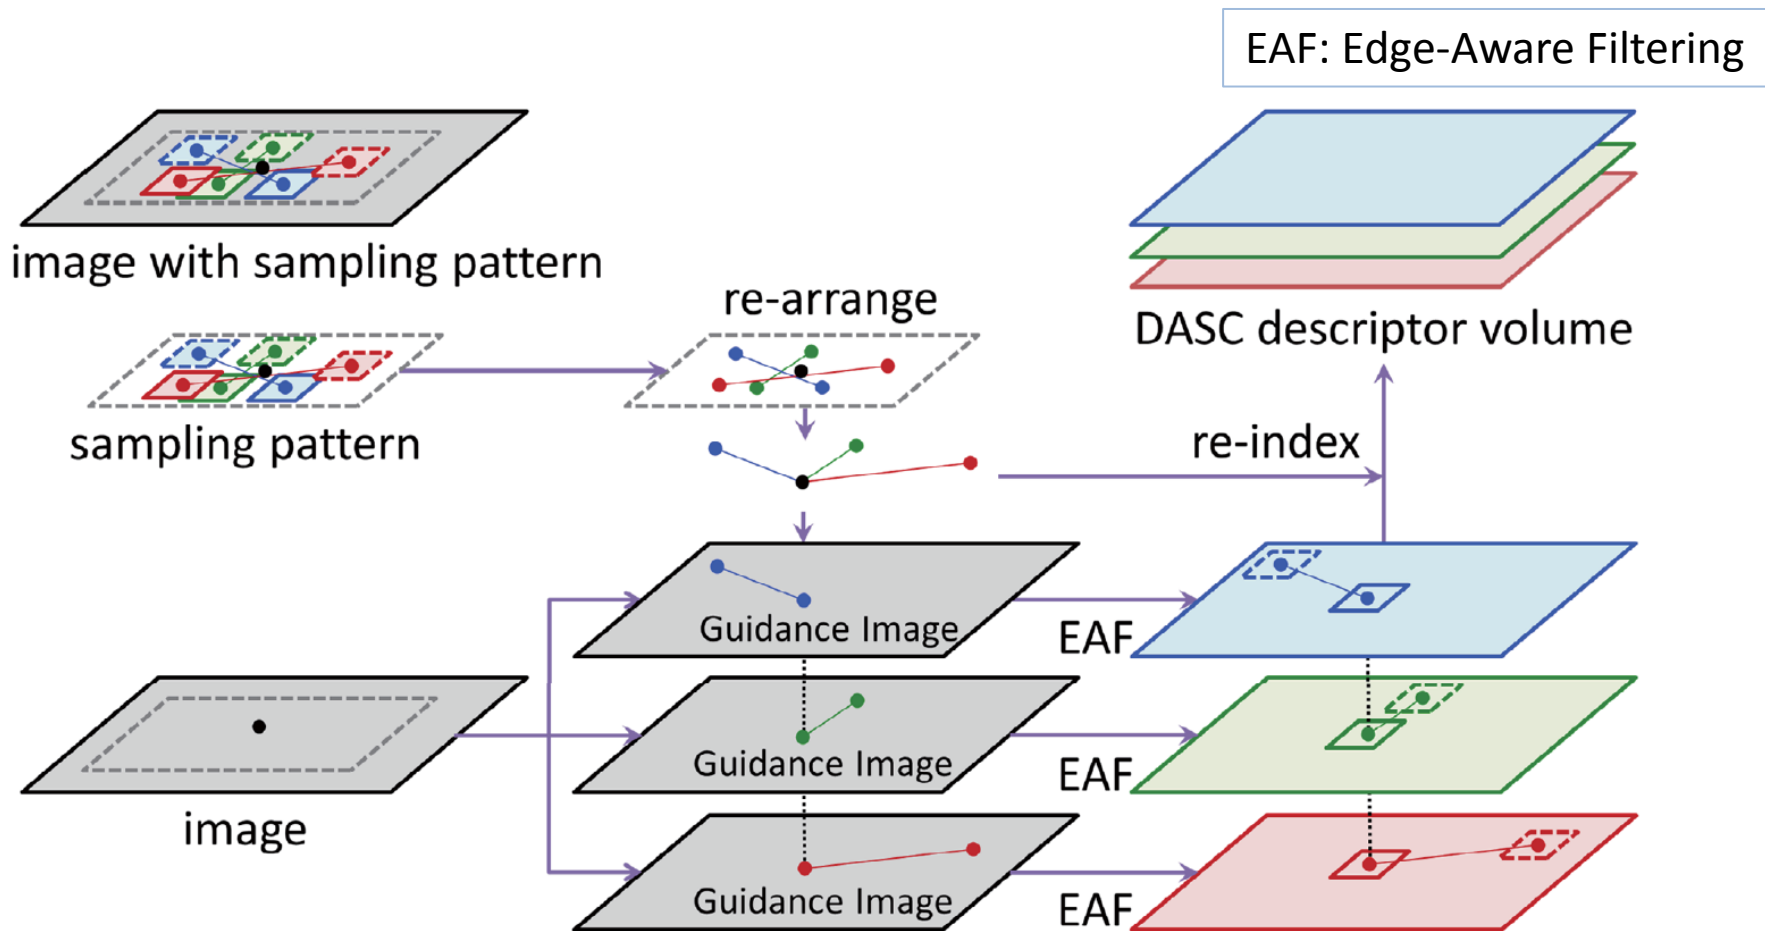 EAF: Edge-Aware Filtering
image with sampling pattern
re-arrange
DASC descriptor volume
sampling pattern
re-index
Guidance Image
EAF
Guidance Image
EAF
image
Guidance Image
EAF